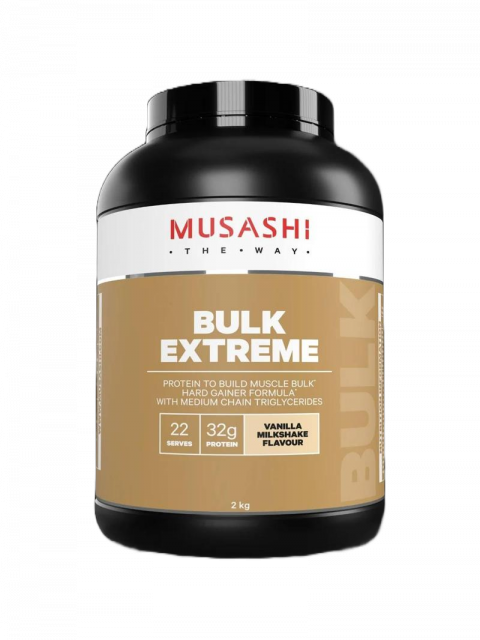 MUSASHI
• THE • WAY •
BULK
EXTREME
PROTEIN TO BUILD MUSCLE BULK^
HARD GAINER FORMULA^
WITH MEDIUM CHAIN TRIGLYCERIDES
22
SERVES
32g
PROTEIN
VANILLA
MILKSHAKE
FLAVOUR
2 kg
BULK